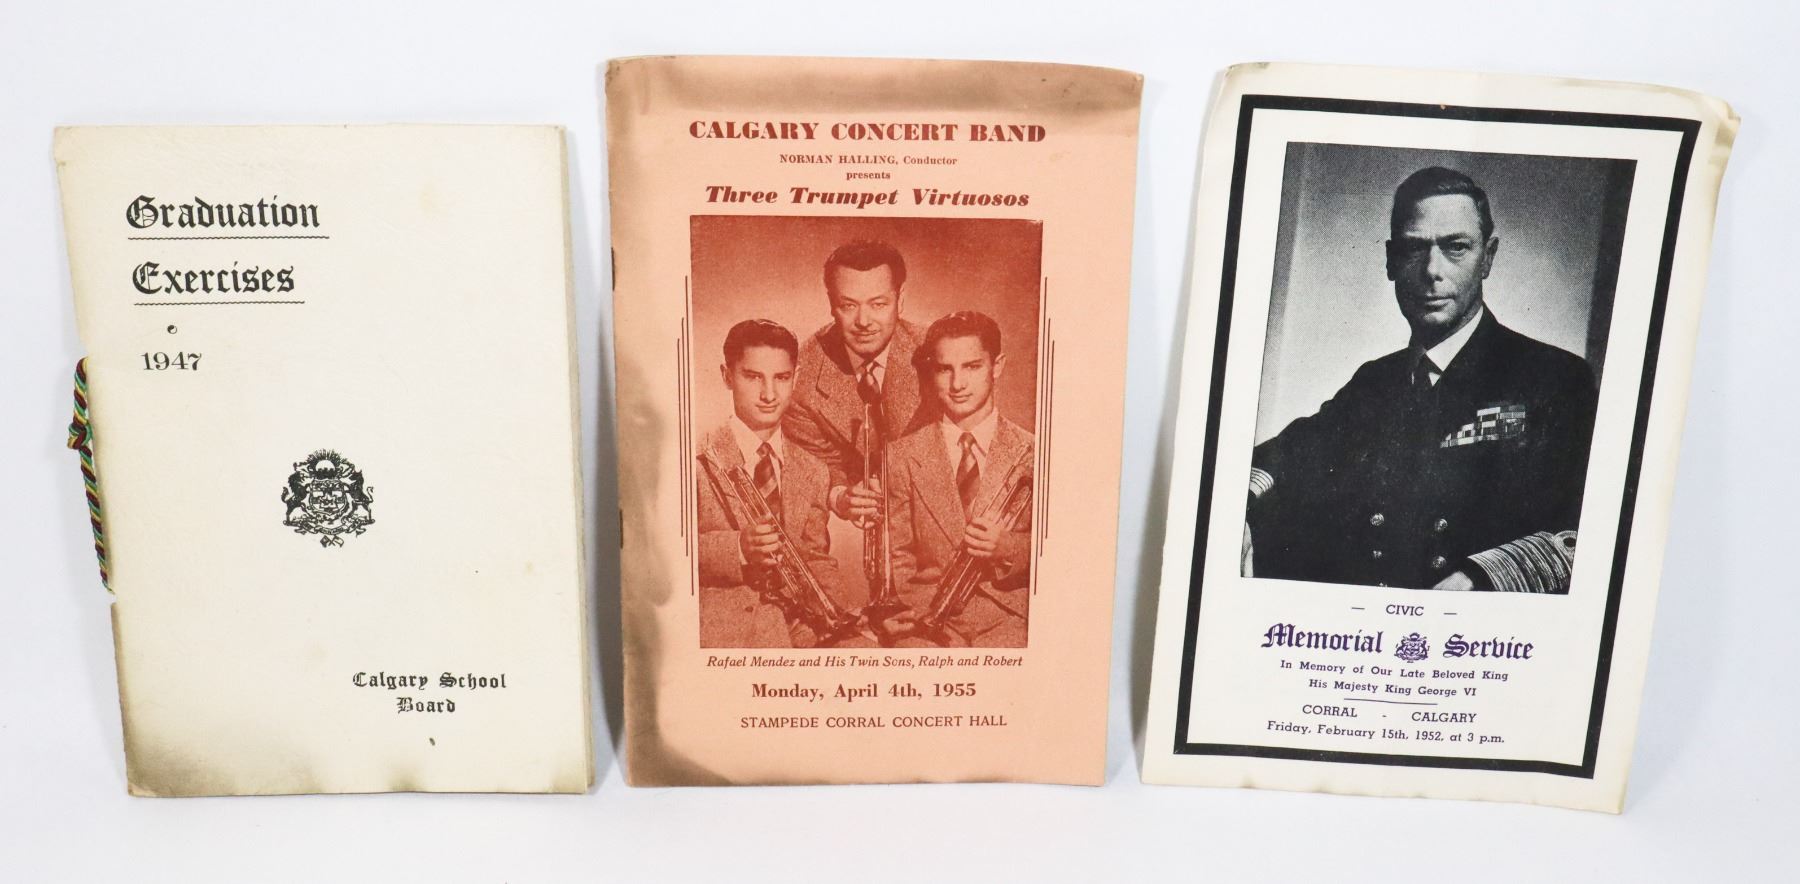 Graduation
Exercises
1947
Calgary School
Board
CALGARY CONCERT BAND
NORMAN HALLING, Conductor
presents
Three Trumpet Virtuosos
Rafael Mendez and His Twin Sons, Ralph and Robert
Monday, April 4th, 1955
STAMPEDE CORRAL CONCERT HALL
— CIVIC —
Memorial Service
In Memory of Our Late Beloved King
His Majesty King George VI
CORRAL - CALGARY
Friday, February 15th, 1952, at 3 p.m.